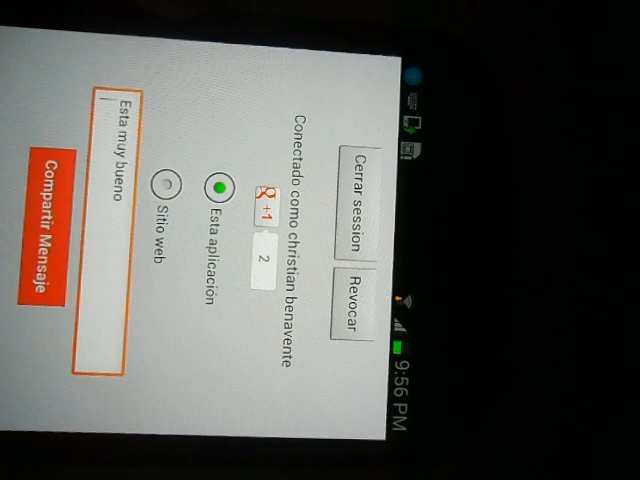 9:56 PM
Cerrar session Revocar
Conectado como christian benavente
g +1 2
Esta aplicación
Sitio web
Esta muy bueno
Compartir Mensaje